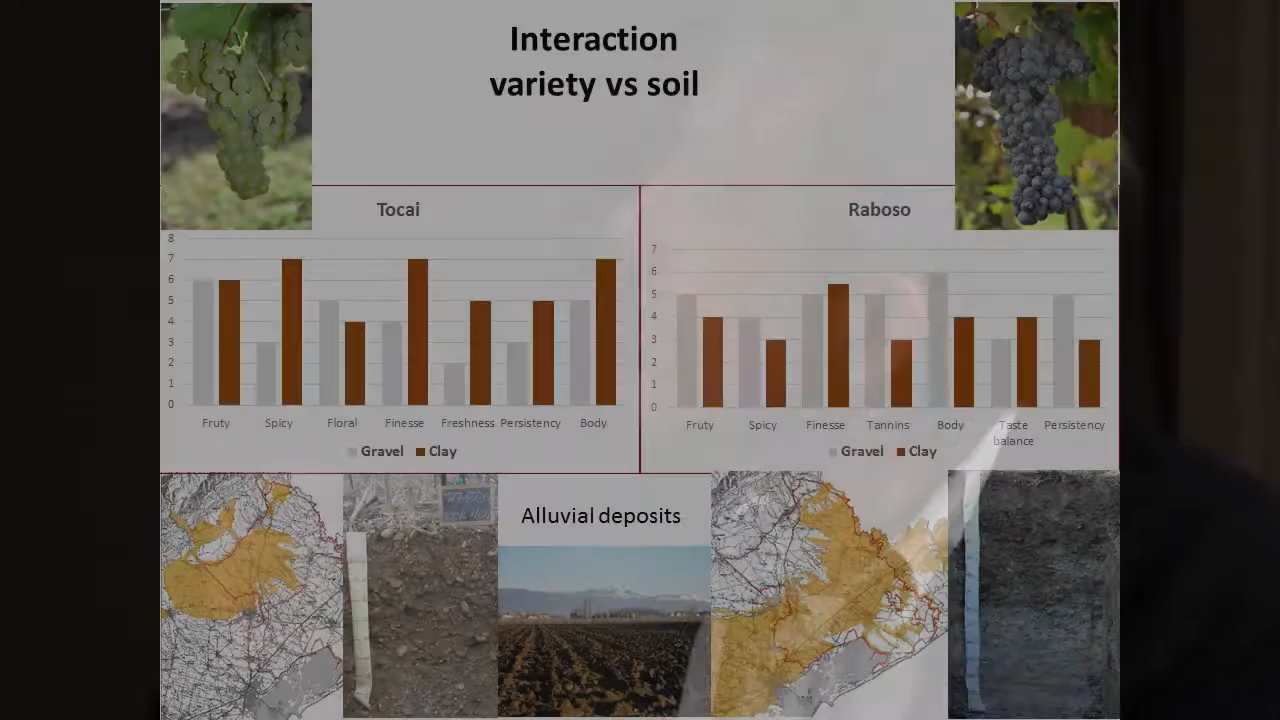 Interaction
variety vs soil
Tocai
8
7
6
5
4
3
2
1
0
Fruty Spicy Floral Finesse Freshness Persistency Body
Gravel Clay
Raboso
7
6
5
4
3
2
1
0
Fruty Spicy Finesse Tannins Body Taste balance Persistency
Gravel Clay
Alluvial deposits